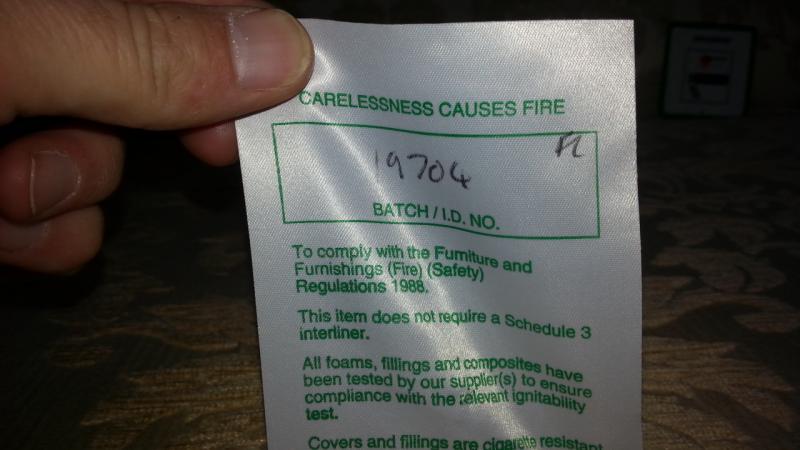 CARELESSNESS CAUSES FIRE
19704
BATCH / I.D. NO.
To comply with the Furniture and
Furnishings (Fire) (Safety)
Regulations 1988.
This item does not require a Schedule 3
interliner.
All foams, fillings and composites have
been tested by our supplier(s) to ensure
compliance with the relevant ignitability
test.
Covers and fillings are cigarette resistant